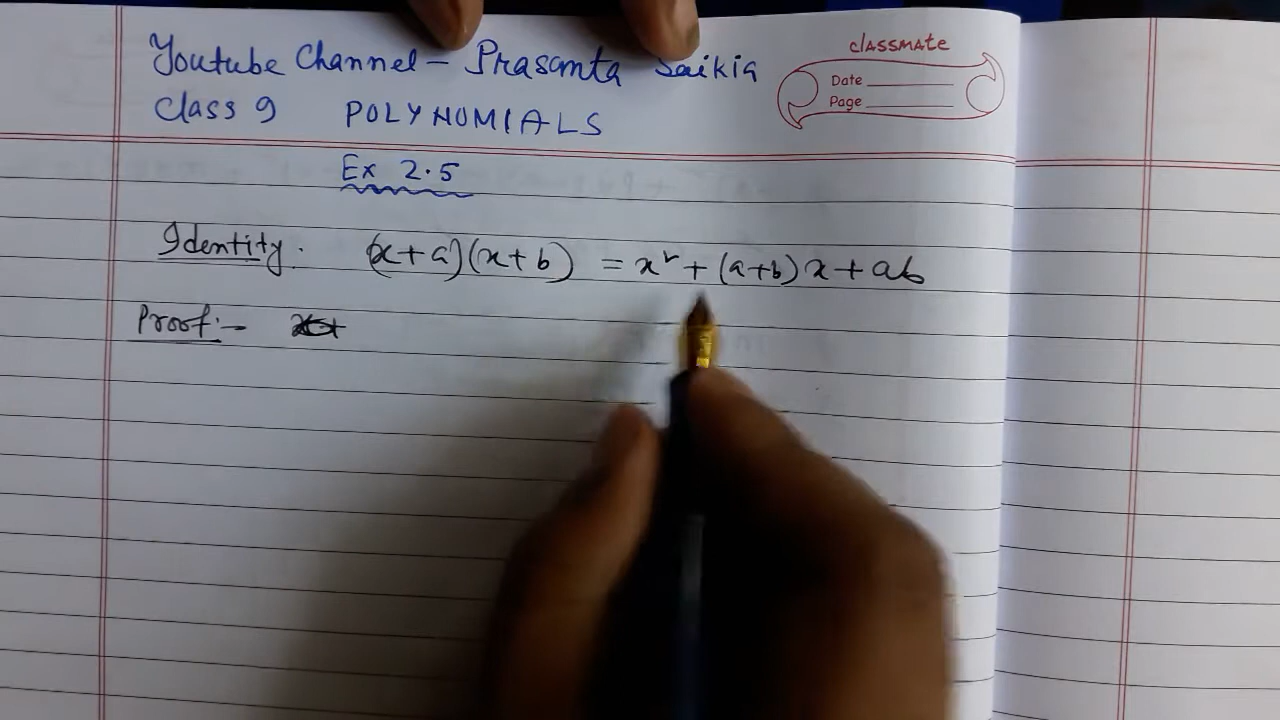 Youtube Channel - Prasanta Saikia
Class 9 POLYNOMIALS
classmate
Date
Page
Ex 2.5
Identity. (x+a)(x+b) = x² + (a+b)x + ab
Proof:-